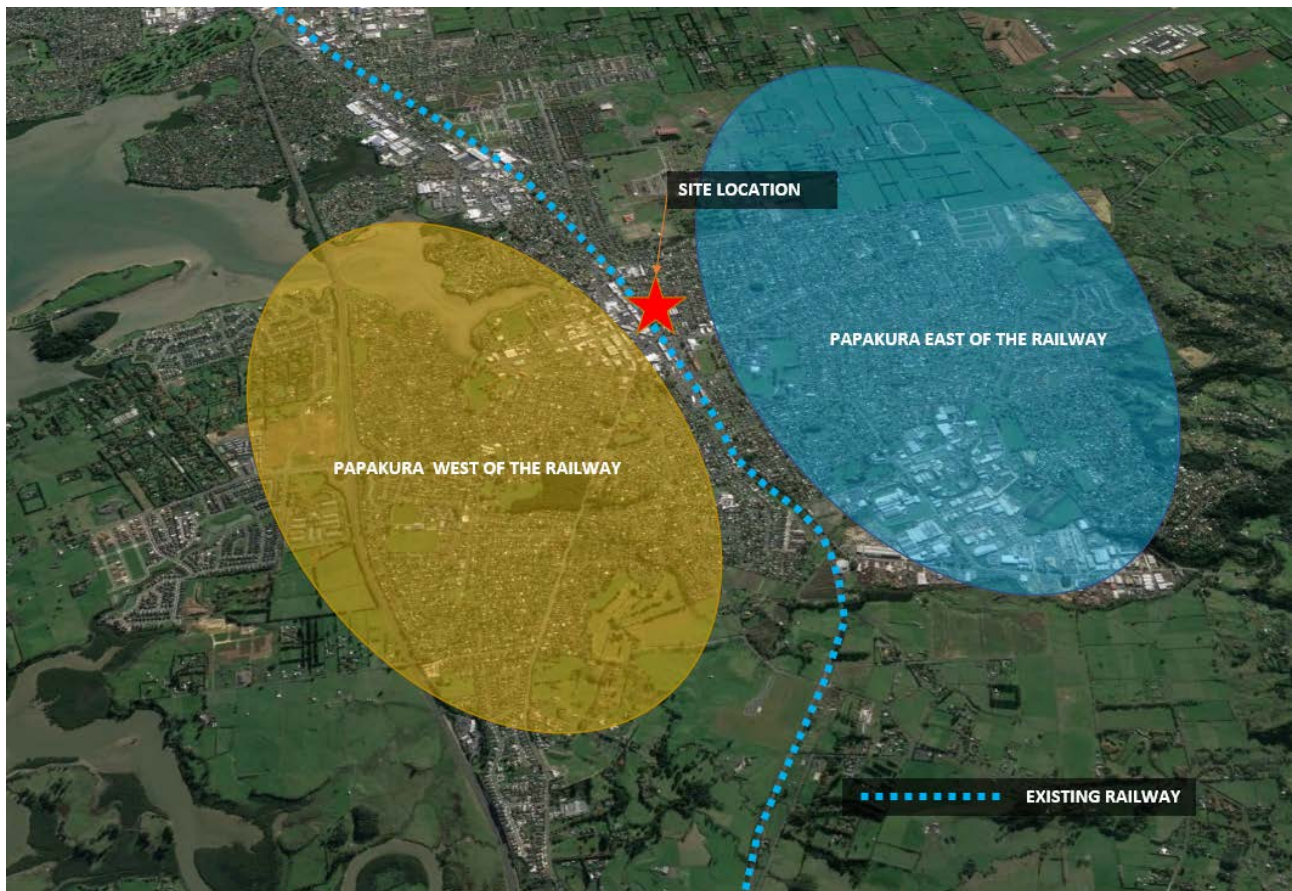 SITE LOCATION
PAPAKURA EAST OF THE RAILWAY
PAPAKURA WEST OF THE RAILWAY
EXISTING RAILWAY